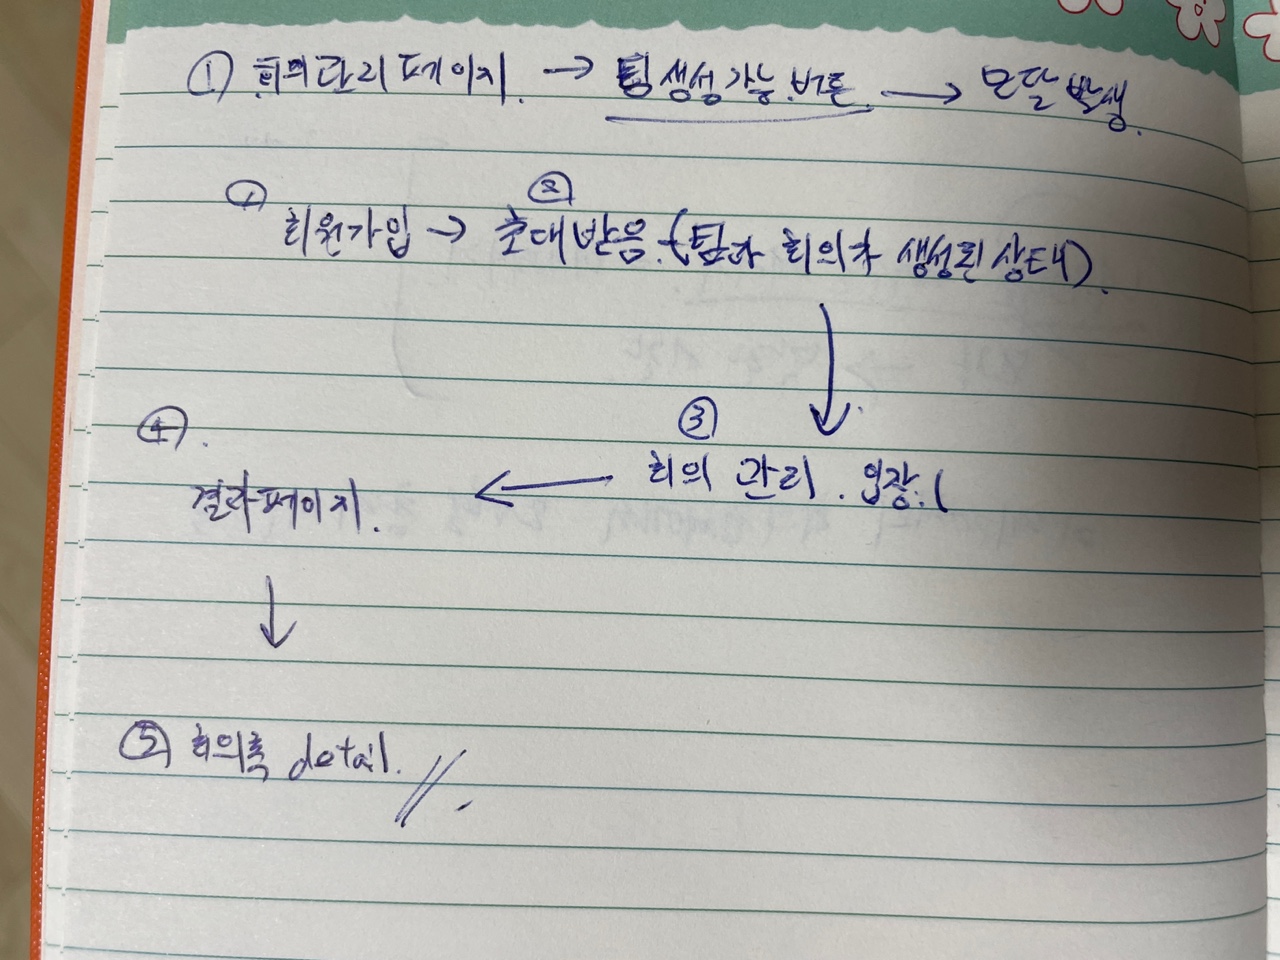 ① 회의관리 페이지. → 팀생성 가능 버튼. → 모달 발생.
① ②
회원가입 → 초대 받음. (팀과 회의가 생성된 상태).
④. ③
결과페이지. ← 회의 관리. 입장. (
↓
⑤ 회의록 detail. //.